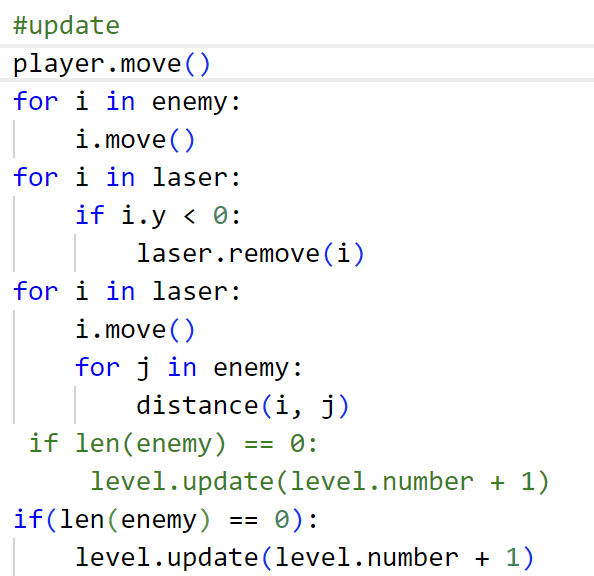 #update
player.move()
for i in enemy:
    i.move()
for i in laser:
    if i.y < 0:
        laser.remove(i)
for i in laser:
    i.move()
    for j in enemy:
        distance(i, j)
 if len(enemy) == 0:
     level.update(level.number + 1)
if(len(enemy) == 0):
    level.update(level.number + 1)